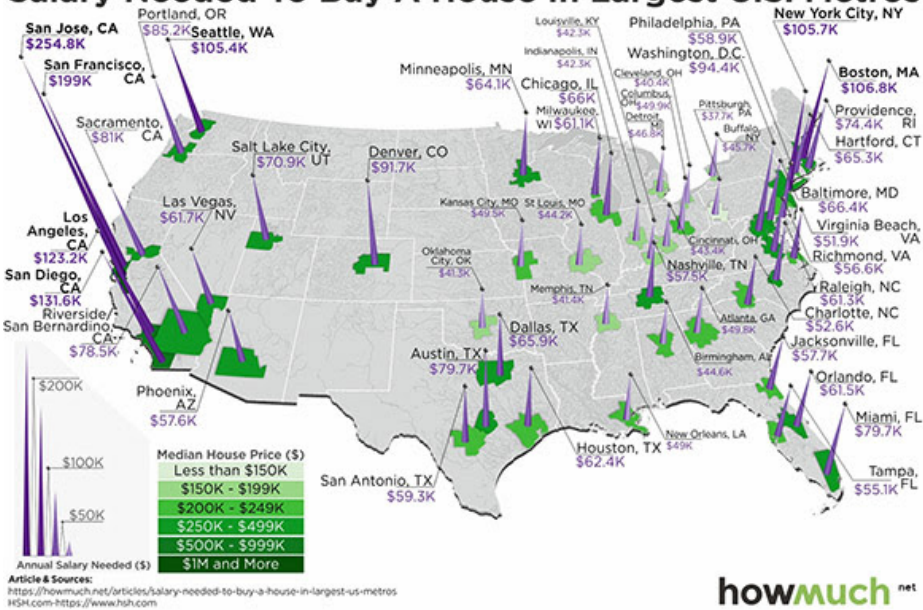 Salary Needed To Buy A House In Largest U.S. Metros
Portland, OR
$85.2K
Seattle, WA
$105.4K
San Jose, CA
$254.8K
San Francisco,
CA
$199K
Sacramento,
CA
$81K
Salt Lake City,
UT
$70.9K
Denver, CO
$91.7K
Las Vegas,
NV
$61.7K
Los
Angeles,
CA
$123.2K
San Diego,
CA
$131.6K
Riverside/
San Bernardino,
CA
$78.5K
Phoenix,
AZ
$57.6K
Minneapolis, MN
$64.1K
Chicago, IL
$66K
Milwaukee,
WI $61.1K
Louisville, KY
$42.3K
Indianapolis, IN
$42.3K
Cleveland, OH
$40.4K
Columbus,
OH
$49.9K
Detroit,
MI
$46.8K
Philadelphia, PA
$58.9K
Washington, D.C.
$94.4K
Pittsburgh,
PA
$37.7K
Buffalo,
NY
$45.7K
New York City, NY
$105.7K
Boston, MA
$106.8K
Providence,
RI
$74.4K
Hartford, CT
$65.3K
Baltimore, MD
$66.4K
Virginia Beach,
VA
$51.9K
Richmond, VA
$56.6K
Raleigh, NC
$61.3K
Charlotte, NC
$52.6K
Jacksonville, FL
$57.7K
Orlando, FL
$61.5K
Miami, FL
$79.7K
Tampa,
FL
$55.1K
Kansas City, MO
$49.5K
St Louis, MO
$44.2K
Oklahoma
City, OK
$41.3K
Cincinnati, OH
$43.4K
Nashville, TN
$57.5K
Memphis, TN
$41.4K
Atlanta, GA
$49.8K
Birmingham, AL
$44.6K
Dallas, TX
$65.9K
Austin, TX
$79.7K
San Antonio, TX
$59.3K
Houston, TX
$62.4K
New Orleans, LA
$49K
$200K
$100K
$50K
Annual Salary Needed ($)
Median House Price ($)
Less than $150K
$150K - $199K
$200K - $249K
$250K - $499K
$500K - $999K
$1M and More
Article & Sources:
https://howmuch.net/articles/salary-needed-to-buy-a-house-in-largest-us-metros
HSH.com-https://www.hsh.com
howmuch net